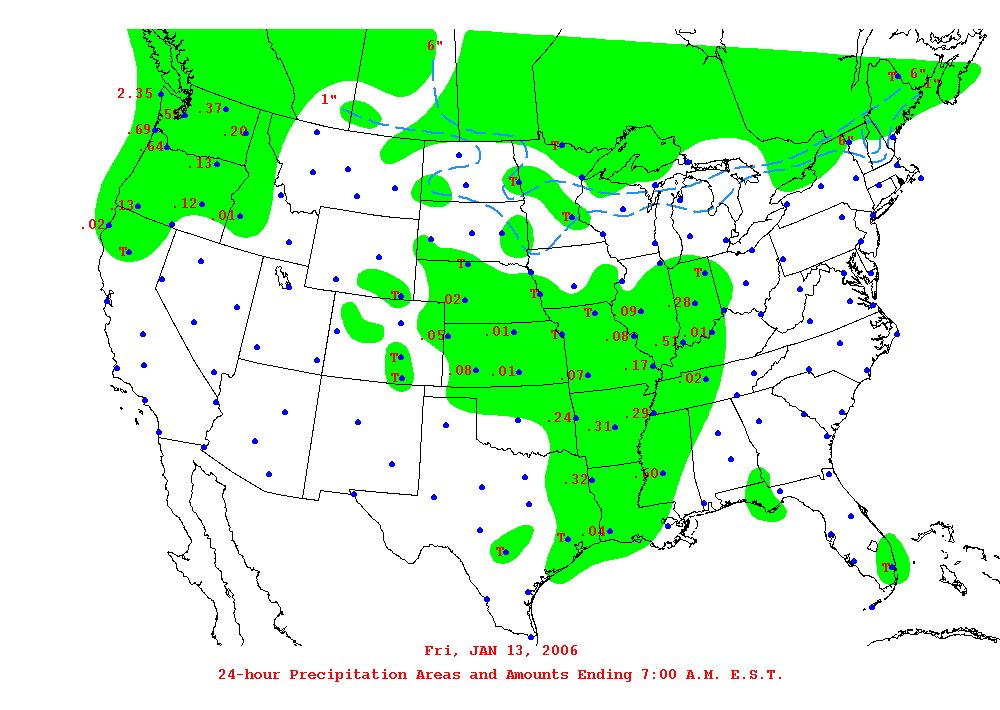 6"
T 6"
1"
2.35 1"
.37
.69 .20
.64 T
.13
T
.12 .13
.01 T
.02
T
T T
T .02 T .28
.09
.05 .01 T .08 .51 .01
T
.08 .01 .07 .17 .02
T
.24 .31 .29
.32 .50
.04
T T
T
Fri, JAN 13, 2006
24-hour Precipitation Areas and Amounts Ending 7:00 A.M. E.S.T.